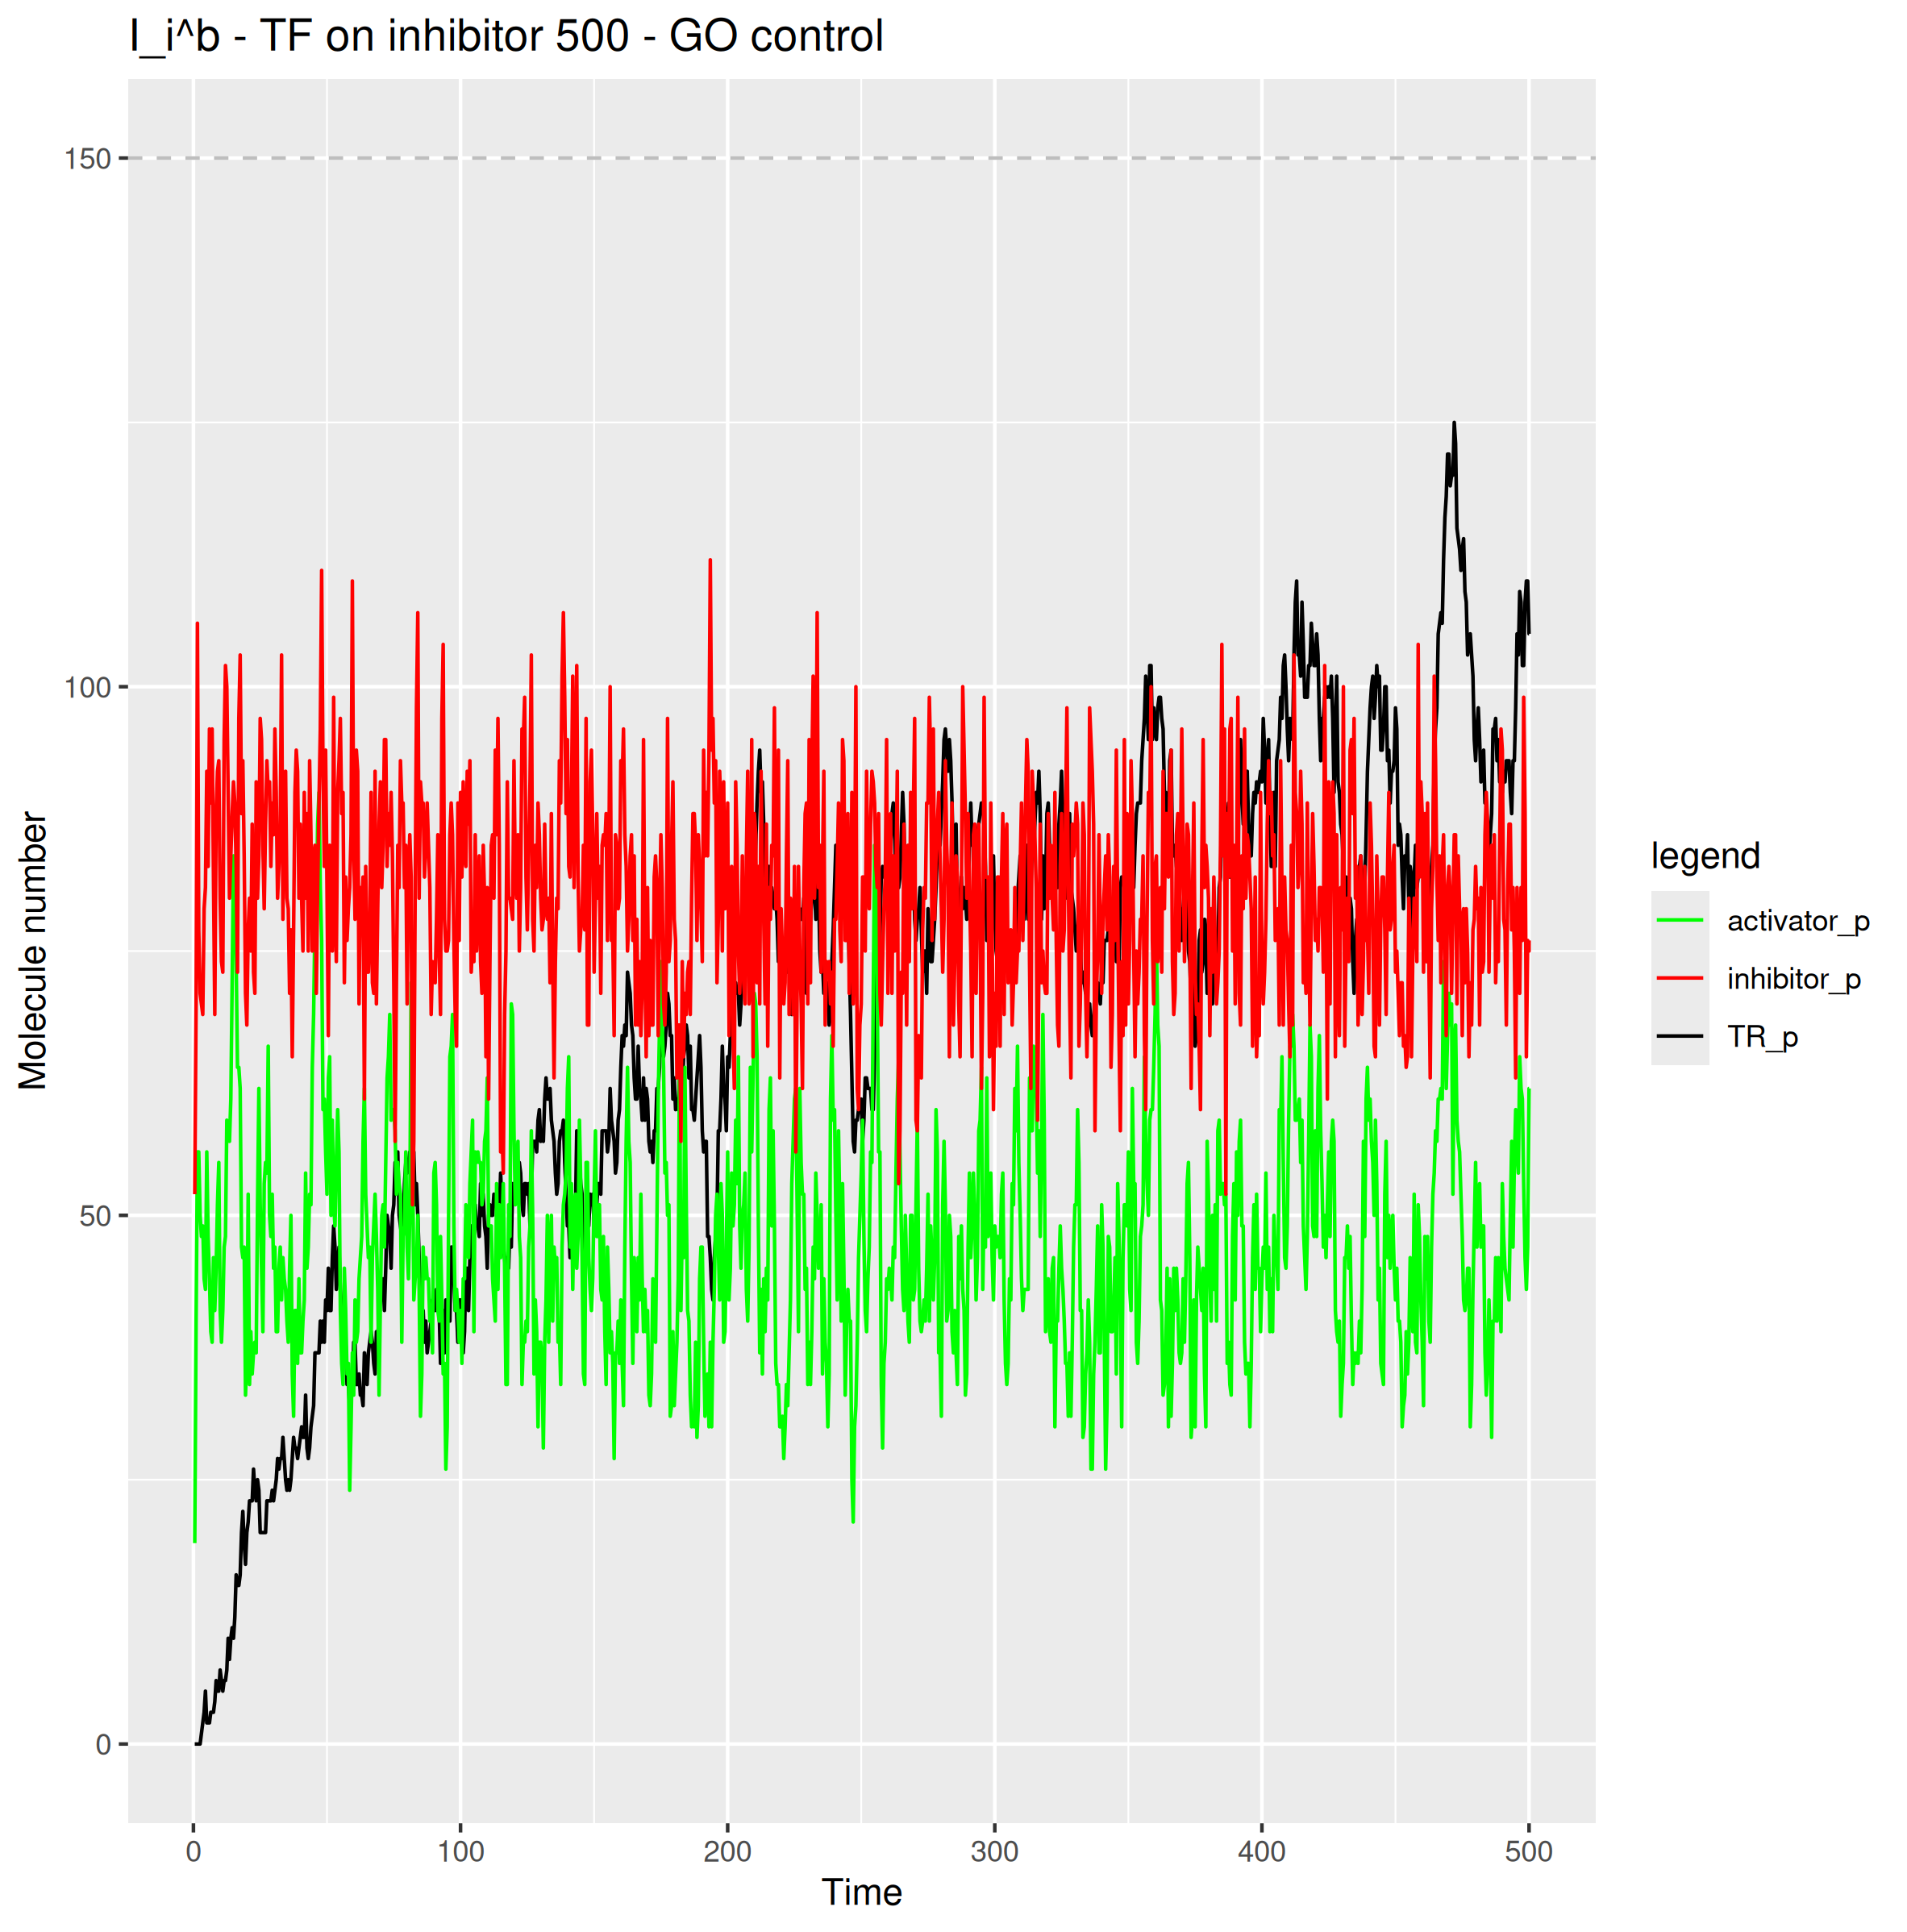 I_i^b - TF on inhibitor 500 - GO control
150
100
50
0
Molecule number
0 100 200 300 400 500
Time
legend
activator_p
inhibitor_p
TR_p